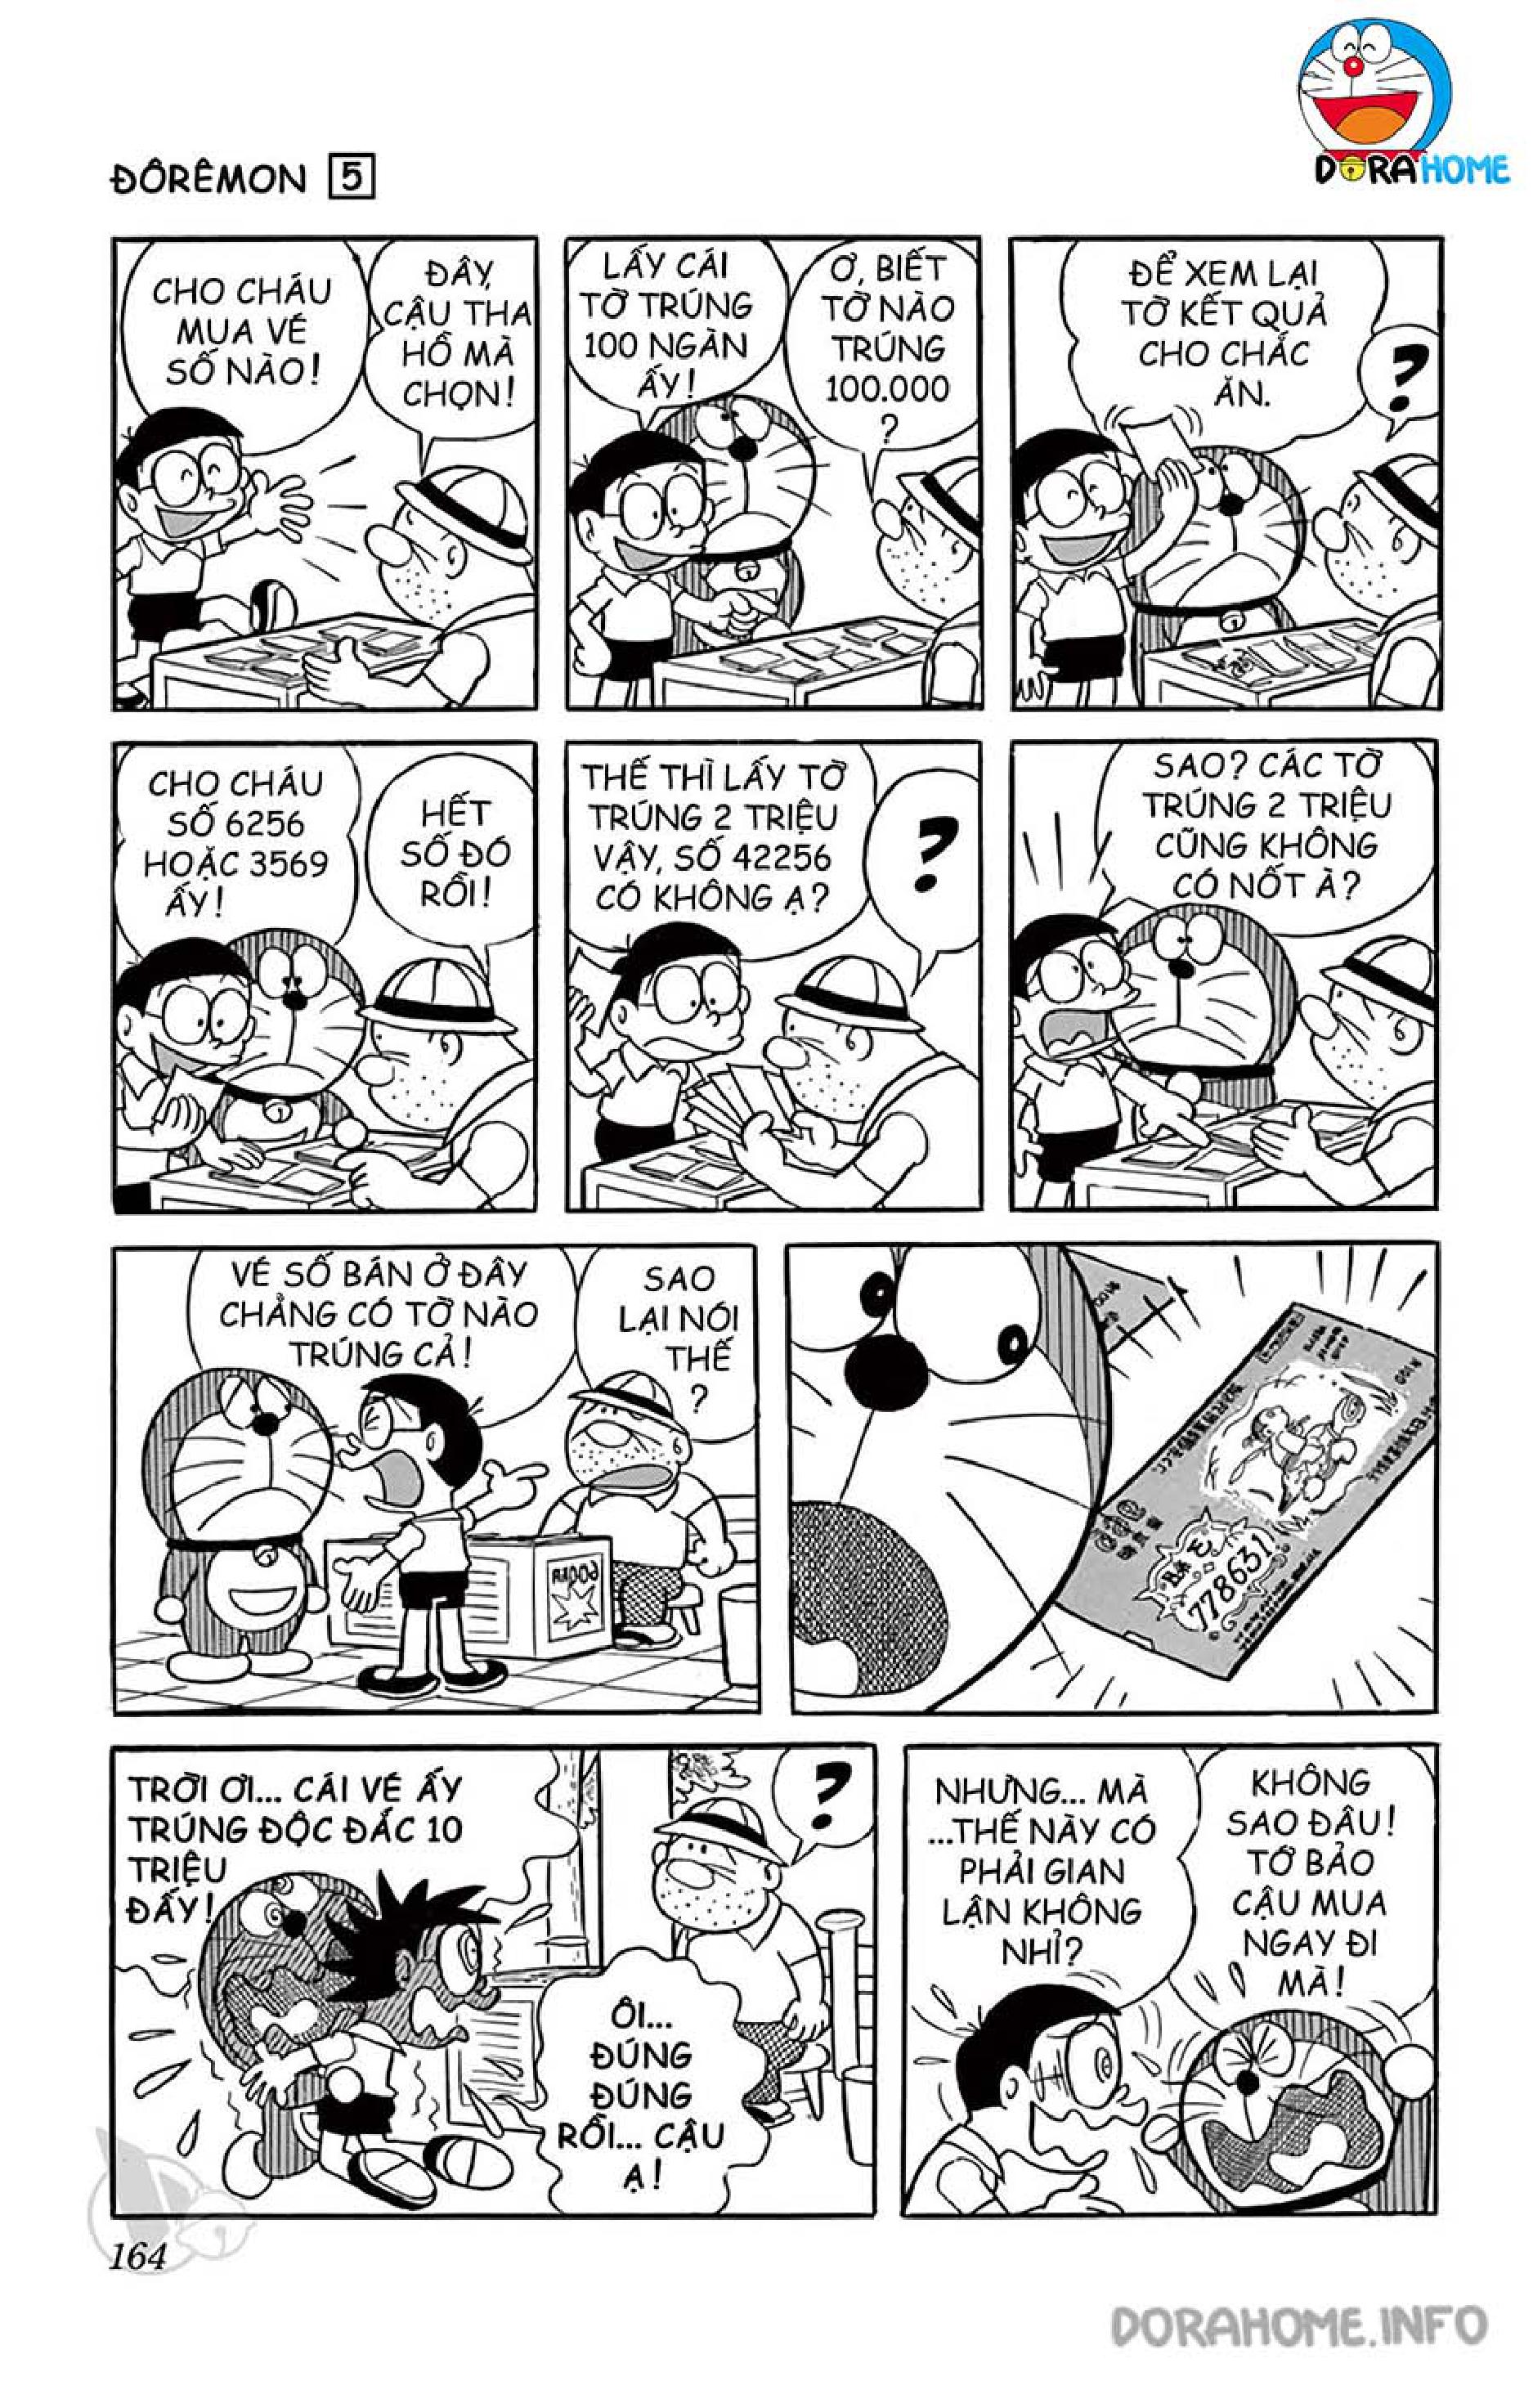 DORAHOME
ĐÔRÊMON 5
CHO CHÁU
MUA VÉ
SỐ NÀO!
ĐÂY,
CẬU THA
HỒ MÀ
CHỌN!
LẤY CÁI
TỜ TRÚNG
100 NGÀN
ẤY!
Ơ, BIẾT
TỜ NÀO
TRÚNG
100.000
?
ĐỂ XEM LẠI
TỜ KẾT QUẢ
CHO CHẮC
ĂN.
?
CHO CHÁU
SỐ 6256
HOẶC 3569
ẤY!
HẾT
SỐ ĐÓ
RỒI!
THẾ THÌ LẤY TỜ
TRÚNG 2 TRIỆU
VẬY, SỐ 42256
CÓ KHÔNG Ạ?
?
SAO? CÁC TỜ
TRÚNG 2 TRIỆU
CŨNG KHÔNG
CÓ NỐT À?
VÉ SỐ BÁN Ở ĐÂY
CHẲNG CÓ TỜ NÀO
TRÚNG CẢ!
SAO
LẠI NÓI
THẾ
?
778631
TRỜI ƠI... CÁI VÉ ẤY
TRÚNG ĐỘC ĐẮC 10
TRIỆU
ĐẤY!
?
ÔI...
ĐÚNG
ĐÚNG
RỒI... CẬU
Ạ!
NHƯNG... MÀ
...THẾ NÀY CÓ
PHẢI GIAN
LẬN KHÔNG
NHỈ?
KHÔNG
SAO ĐÂU!
TỚ BẢO
CẬU MUA
NGAY ĐI
MÀ!
164
DORAHOME.INFO